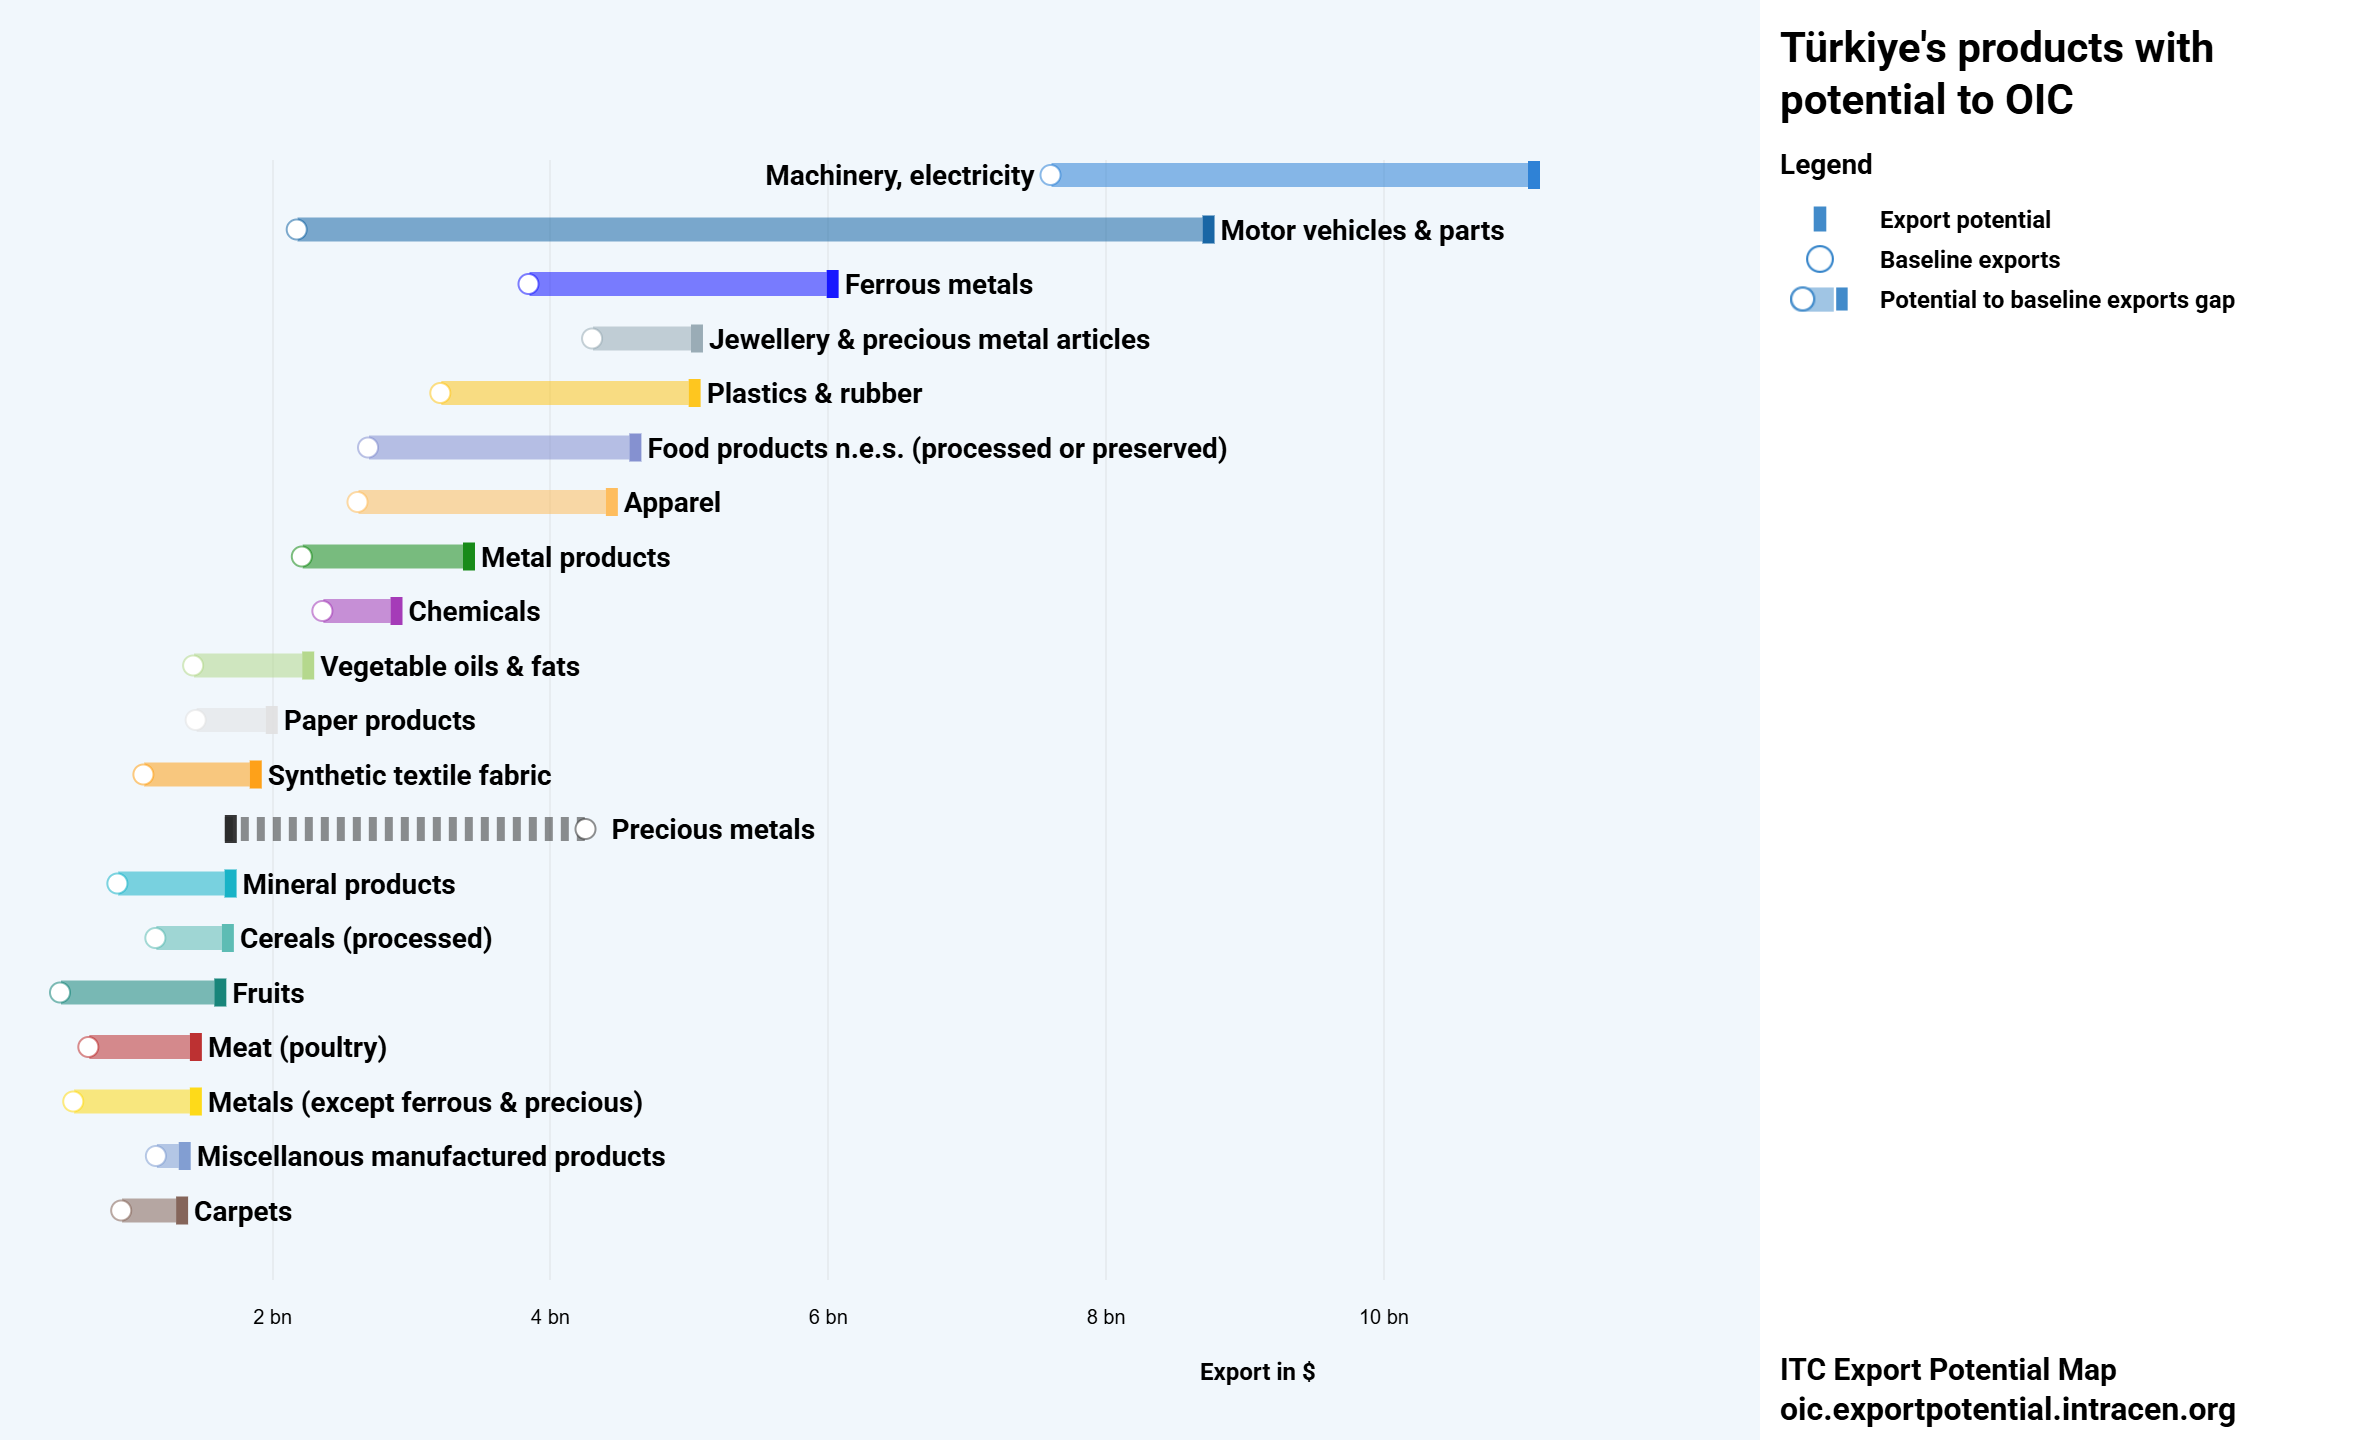 Türkiye's products with
potential to OIC
Legend
Export potential
Baseline exports
Potential to baseline exports gap
Machinery, electricity
Motor vehicles & parts
Ferrous metals
Jewellery & precious metal articles
Plastics & rubber
Food products n.e.s. (processed or preserved)
Apparel
Metal products
Chemicals
Vegetable oils & fats
Paper products
Synthetic textile fabric
Precious metals
Mineral products
Cereals (processed)
Fruits
Meat (poultry)
Metals (except ferrous & precious)
Miscellanous manufactured products
Carpets
2 bn 4 bn 6 bn 8 bn 10 bn
Export in $
ITC Export Potential Map
oic.exportpotential.intracen.org